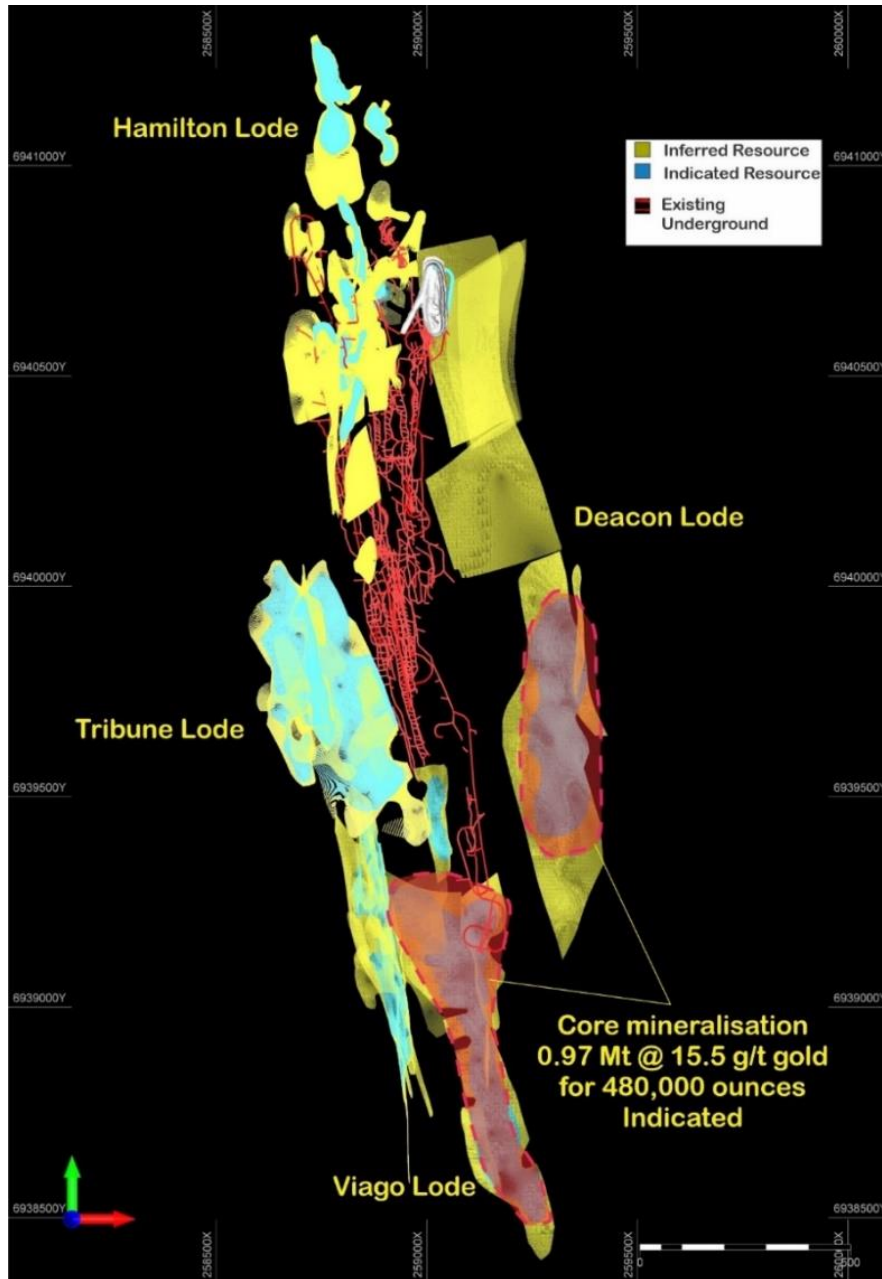 258500X
259000X
259500X
260000X
Hamilton Lode
Inferred Resource
Indicated Resource
Existing
Underground
6941000Y
6941000Y
6940500Y
6940500Y
Deacon Lode
6940000Y
6940000Y
Tribune Lode
6939500Y
6939500Y
6939000Y
6939000Y
Core mineralisation
0.97 Mt @ 15.5 g/t gold
for 480,000 ounces
Indicated
Viago Lode
6938500Y
6938500Y
258500X
259000X
259500X